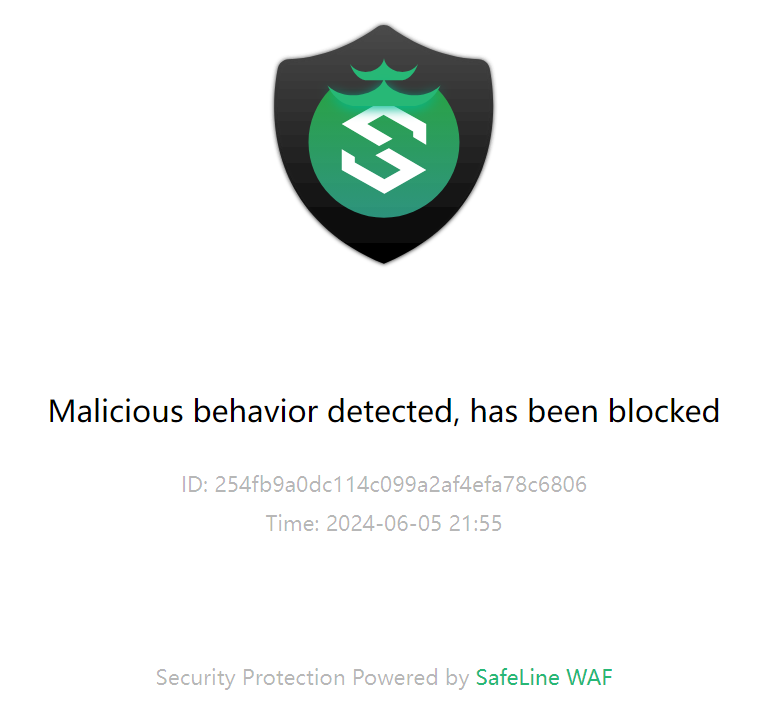 Malicious behavior detected, has been blocked
ID: 254fb9a0dc114c099a2af4efa78c6806
Time: 2024-06-05 21:55
Security Protection Powered by SafeLine WAF